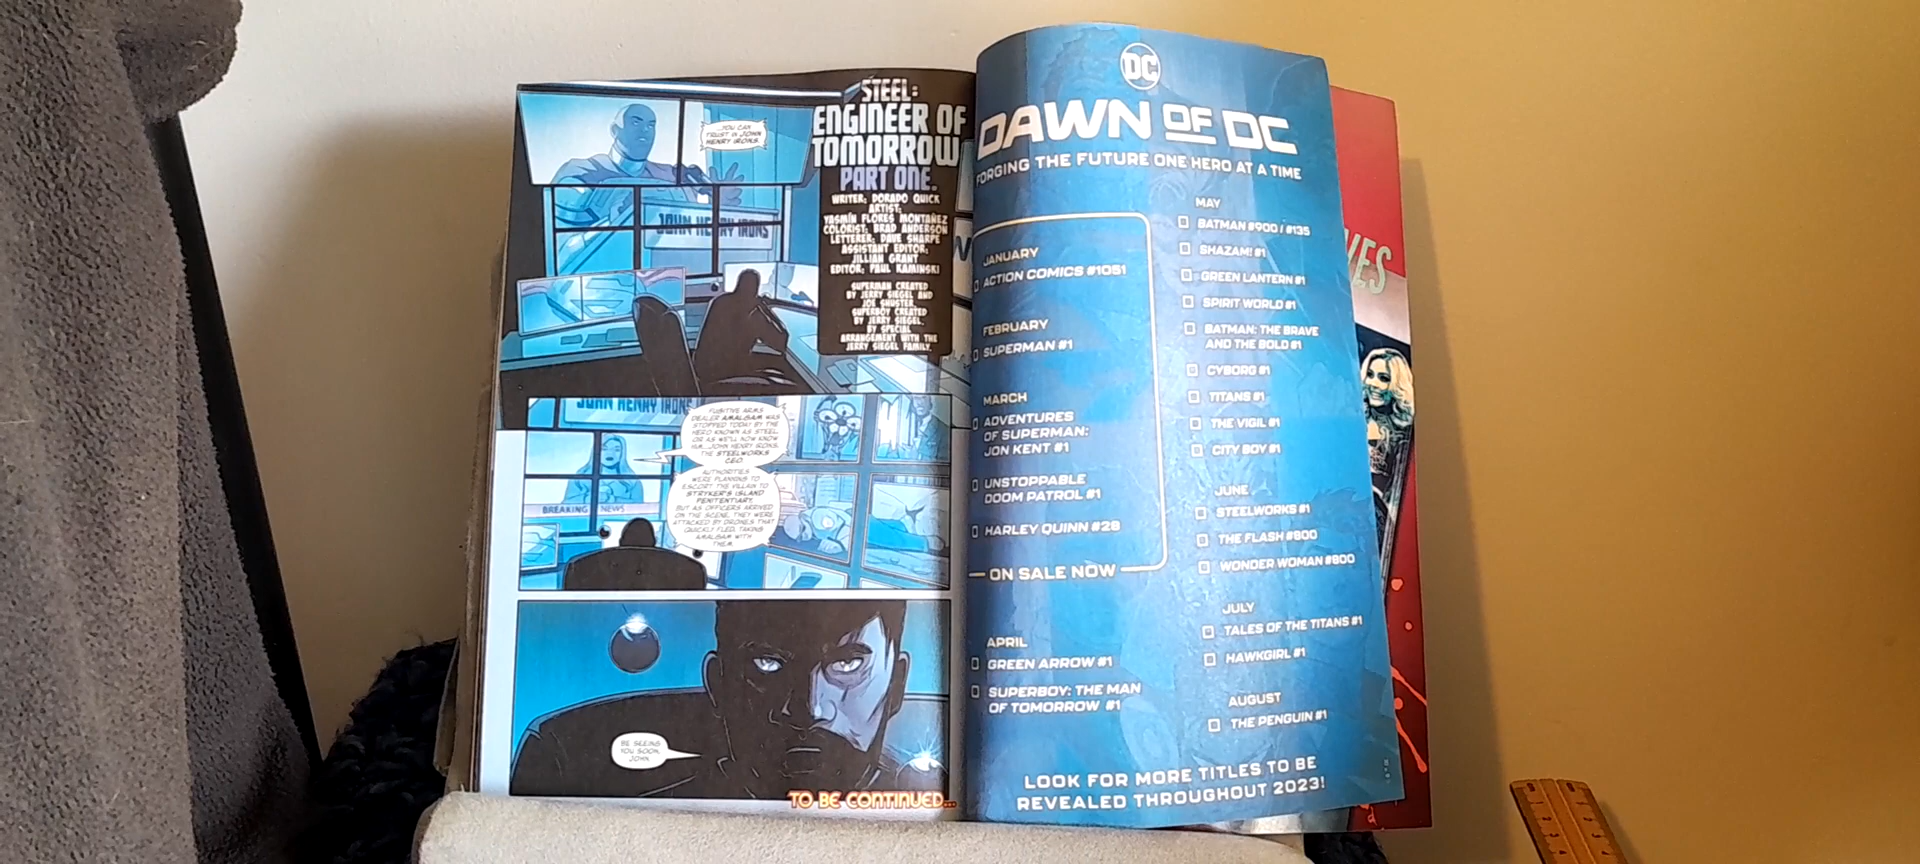 ...YOU CAN
TRUST IN JOHN
HENRY IRONS.
JOHN HENRY IRONS
STEEL:
ENGINEER OF
TOMORROW
PART ONE.
WRITER: DORADO QUICK
ARTIST:
YASMÍN FLORES MONTAÑEZ
COLORIST: BRAD ANDERSON
LETTERER: DAVE SHARPE
ASSISTANT EDITOR:
JILLIAN GRANT
EDITOR: PAUL KAMINSKI
SUPERMAN CREATED
BY JERRY SIEGEL AND
JOE SHUSTER.
SUPERBOY CREATED
BY JERRY SIEGEL.
BY SPECIAL
ARRANGEMENT WITH THE
JERRY SIEGEL FAMILY.
JOHN HENRY IRONS
FUGITIVE ARMS
DEALER AMALGAM WAS
STOPPED TODAY BY THE
HERO KNOWN AS STEEL,
OR AS WE'LL NOW KNOW
HIM...JOHN HENRY IRONS,
THE STEELWORKS
CEO.
AUTHORITIES
WERE PLANNING TO
ESCORT THE VILLAIN TO
STRYKER'S ISLAND
PENITENTIARY,
BUT AS OFFICERS ARRIVED
ON THE SCENE, THEY WERE
ATTACKED BY DRONES THAT
QUICKLY FLED, TAKING
AMALGAM WITH
THEM.
BREAKING NEWS
BE SEEING
YOU SOON,
JOHN.
TO BE CONTINUED...
DC
DAWN OF DC
FORGING THE FUTURE ONE HERO AT A TIME
JANUARY
ACTION COMICS #1051
FEBRUARY
SUPERMAN #1
MARCH
ADVENTURES
OF SUPERMAN:
JON KENT #1
UNSTOPPABLE
DOOM PATROL #1
HARLEY QUINN #28
ON SALE NOW
APRIL
GREEN ARROW #1
SUPERBOY: THE MAN
OF TOMORROW #1
MAY
BATMAN #900 / #135
SHAZAM! #1
GREEN LANTERN #1
SPIRIT WORLD #1
BATMAN: THE BRAVE
AND THE BOLD #1
CYBORG #1
TITANS #1
THE VIGIL #1
CITY BOY #1
JUNE
STEELWORKS #1
THE FLASH #800
WONDER WOMAN #800
JULY
TALES OF THE TITANS #1
HAWKGIRL #1
AUGUST
THE PENGUIN #1
LOOK FOR MORE TITLES TO BE
REVEALED THROUGHOUT 2023!